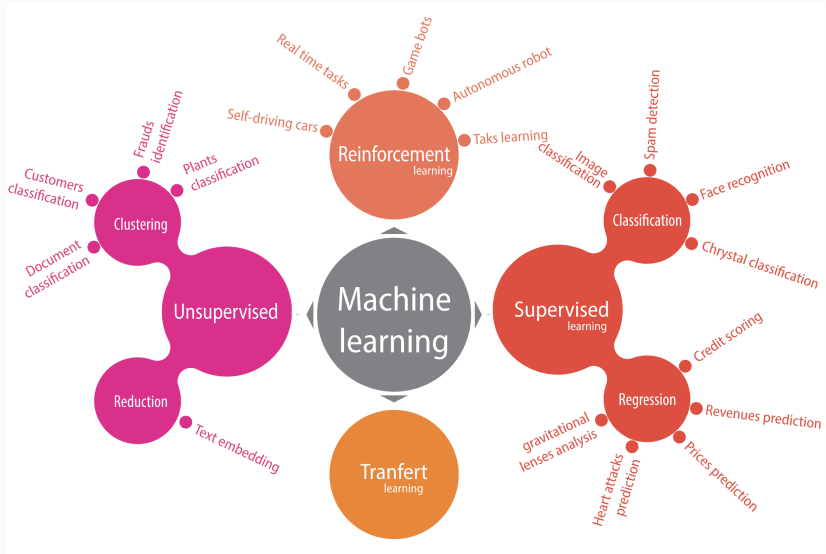 Machine
learning
Reinforcement
learning
Self-driving cars
Real time tasks
Game bots
Autonomous robot
Taks learning
Unsupervised
Clustering
Document
classification
Customers
classification
Frauds
identification
Plants
classification
Reduction
Text embedding
Supervised
learning
Classification
Image
classification
Spam detection
Face recognition
Chrystal classification
Regression
Credit scoring
Revenues prediction
Prices prediction
Heart attacks
prediction
gravitational
lenses analysis
Tranfert
learning